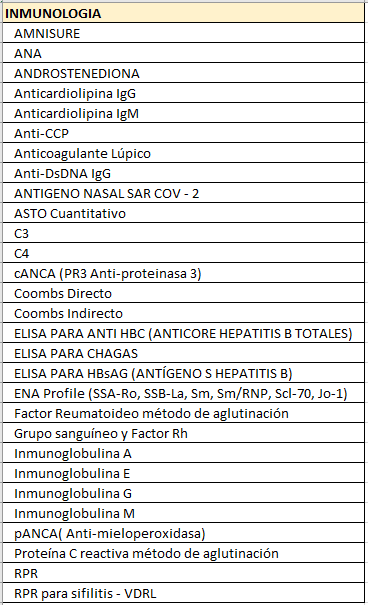 INMUNOLOGIA
AMNISURE
ANA
ANDROSTENEDIONA
Anticardiolipina IgG
Anticardiolipina IgM
Anti-CCP
Anticoagulante Lúpico
Anti-DsDNA IgG
ANTIGENO NASAL SAR COV - 2
ASTO Cuantitativo
C3
C4
cANCA (PR3 Anti-proteinasa 3)
Coombs Directo
Coombs Indirecto
ELISA PARA ANTI HBC (ANTICORE HEPATITIS B TOTALES)
ELISA PARA CHAGAS
ELISA PARA HBsAG (ANTÍGENO S HEPATITIS B)
ENA Profile (SSA-Ro, SSB-La, Sm, Sm/RNP, Scl-70, Jo-1)
Factor Reumatoideo método de aglutinación
Grupo sanguíneo y Factor Rh
Inmunoglobulina A
Inmunoglobulina E
Inmunoglobulina G
Inmunoglobulina M
pANCA( Anti-mieloperoxidasa)
Proteína C reactiva método de aglutinación
RPR
RPR para sifilitis - VDRL